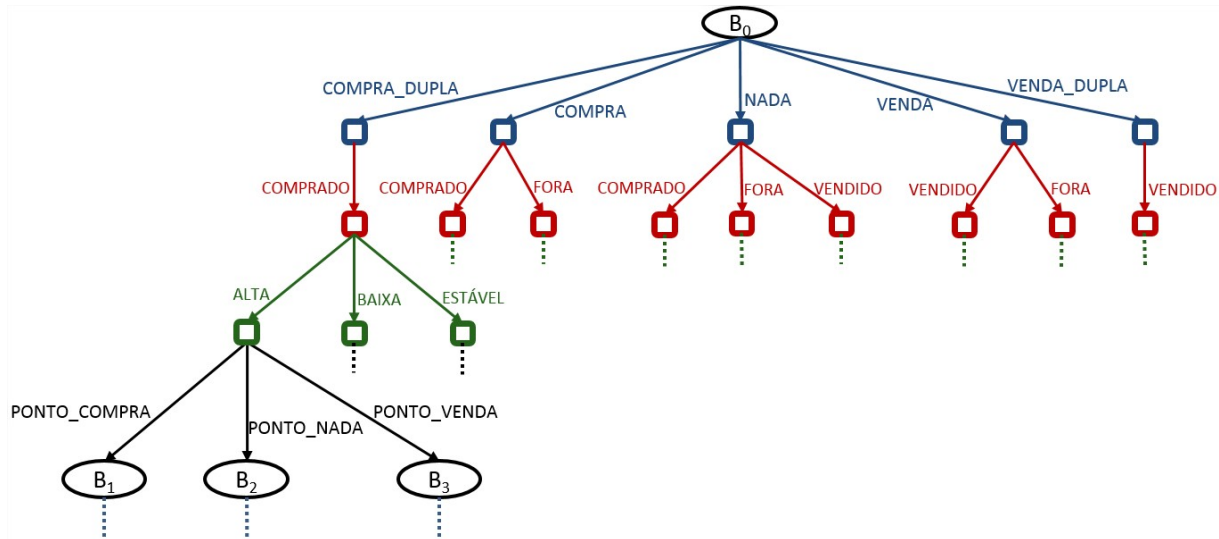 B₀
COMPRA_DUPLA
COMPRA
NADA
VENDA
VENDA_DUPLA
COMPRADO
COMPRADO
FORA
COMPRADO
FORA
VENDIDO
VENDIDO
FORA
VENDIDO
ALTA
BAIXA
ESTÁVEL
PONTO_COMPRA
PONTO_NADA
PONTO_VENDA
B₁
B₂
B₃